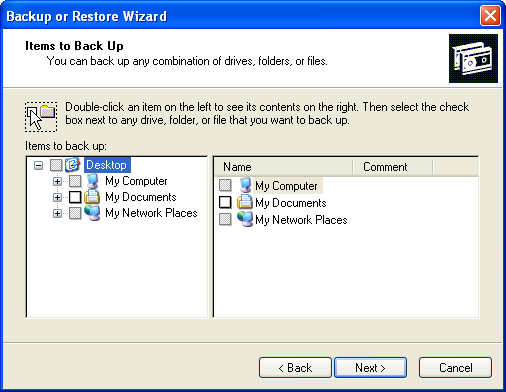 Backup or Restore Wizard
Items to Back Up
You can back up any combination of drives, folders, or files.
Double-click an item on the left to see its contents on the right. Then select the check
box next to any drive, folder, or file that you want to back up.
Items to back up:
Desktop
My Computer
My Documents
My Network Places
Name Comment
My Computer
My Documents
My Network Places
< Back Next > Cancel